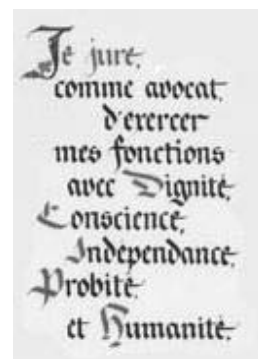 Je jure,
comme avocat,
d'exercer
mes fonctions
avec Dignité,
Conscience,
Indépendance,
Probité,
et Humanité.